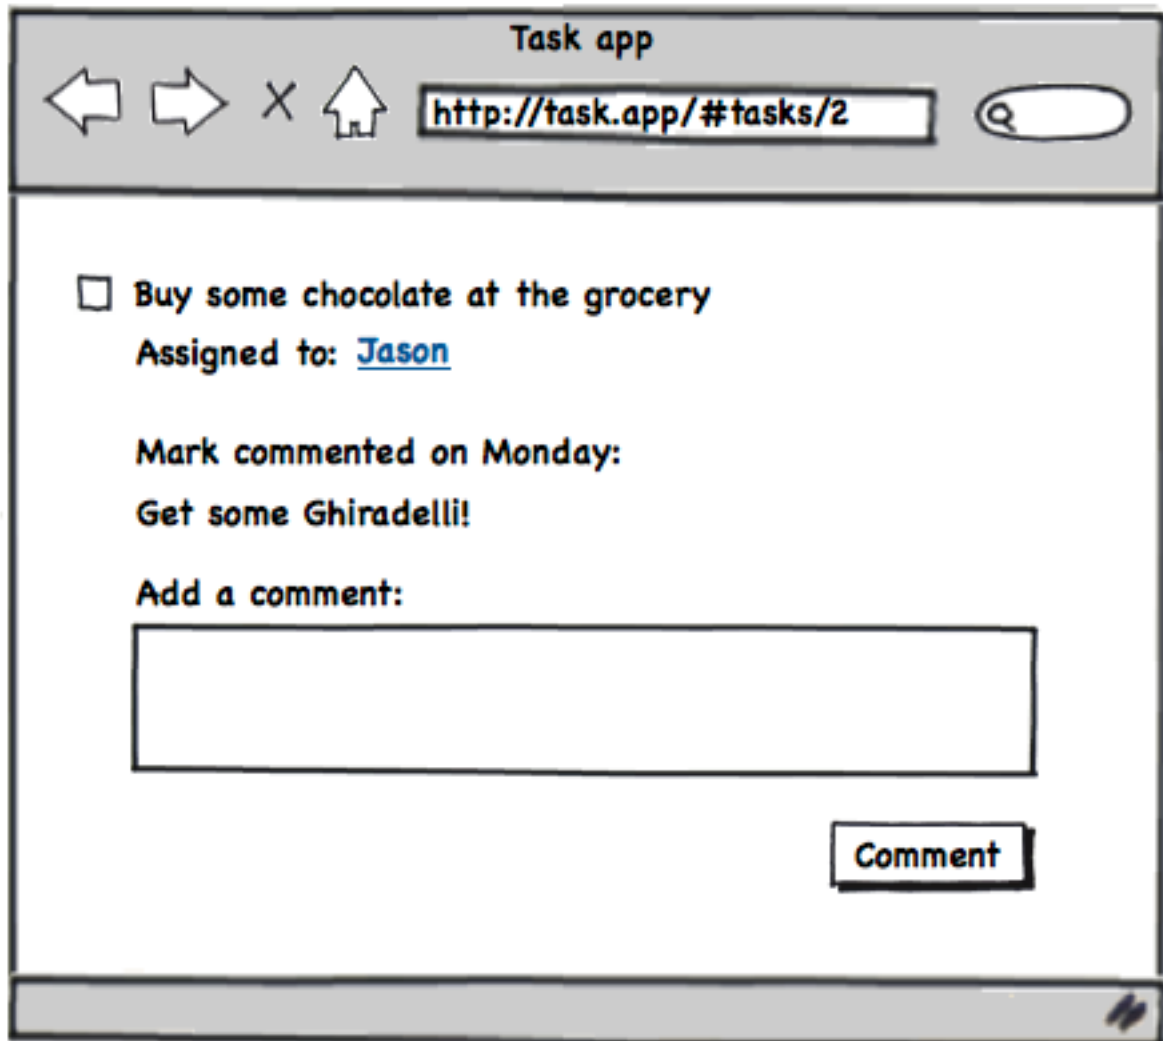 Task app
http://task.app/#tasks/2
Buy some chocolate at the grocery
Assigned to: Jason
Mark commented on Monday:
Get some Ghiradelli!
Add a comment:
Comment